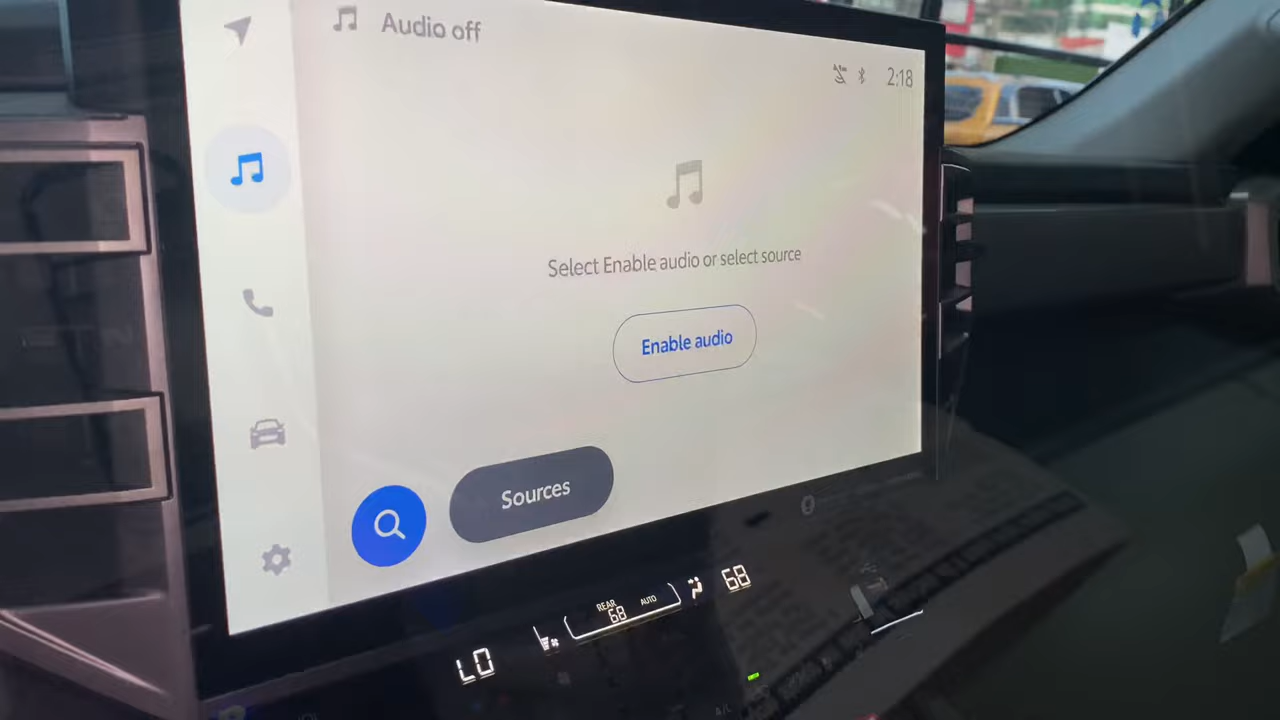 Audio off
2:18
Select Enable audio or select source
Enable audio
Sources
REAR
68
AUTO
68
LO
A/C